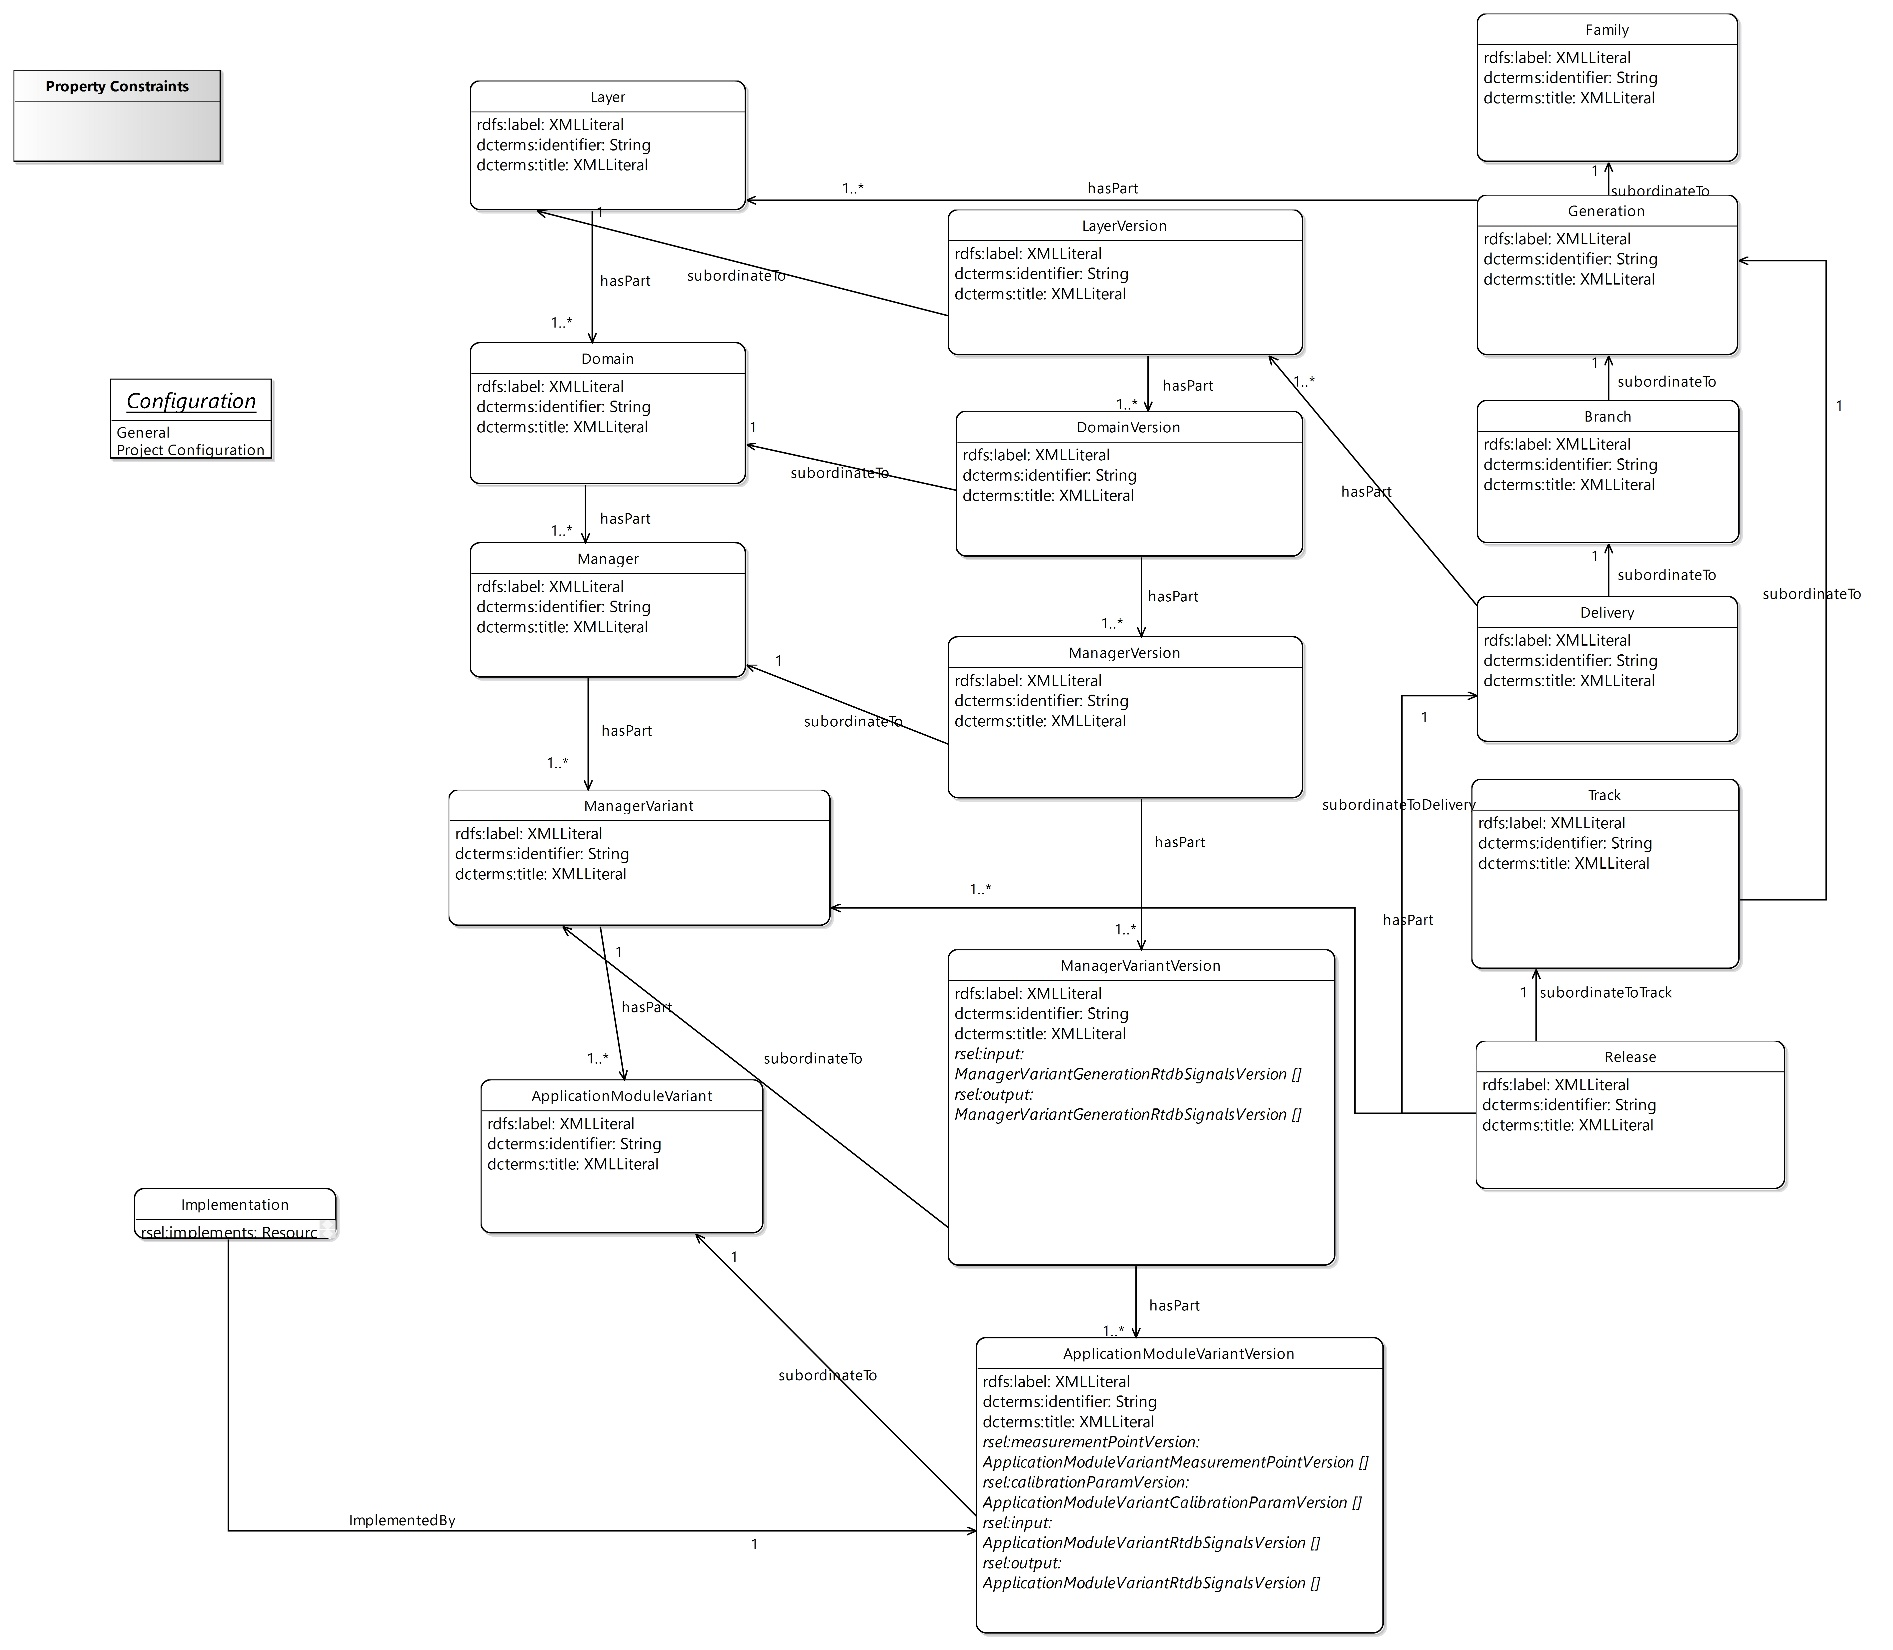 Family
rdfs:label: XMLLiteral
dcterms:identifier: String
dcterms:title: XMLLiteral
Property Constraints
Layer
rdfs:label: XMLLiteral
dcterms:identifier: String
dcterms:title: XMLLiteral
1
subordinateTo
1..*
hasPart
Generation
rdfs:label: XMLLiteral
dcterms:identifier: String
dcterms:title: XMLLiteral
1
LayerVersion
rdfs:label: XMLLiteral
dcterms:identifier: String
dcterms:title: XMLLiteral
hasPart
subordinateTo
1..*
Domain
rdfs:label: XMLLiteral
dcterms:identifier: String
dcterms:title: XMLLiteral
1
subordinateTo
1..*
hasPart
1..*
1
Configuration
General
Project Configuration
Branch
rdfs:label: XMLLiteral
dcterms:identifier: String
dcterms:title: XMLLiteral
DomainVersion
rdfs:label: XMLLiteral
dcterms:identifier: String
dcterms:title: XMLLiteral
1
subordinateTo
hasPart
hasPart
1..*
Manager
rdfs:label: XMLLiteral
dcterms:identifier: String
dcterms:title: XMLLiteral
1
subordinateTo
hasPart
1..*
subordinateTo
Delivery
rdfs:label: XMLLiteral
dcterms:identifier: String
dcterms:title: XMLLiteral
ManagerVersion
rdfs:label: XMLLiteral
dcterms:identifier: String
dcterms:title: XMLLiteral
1
subordinateTo
1
hasPart
1..*
ManagerVariant
rdfs:label: XMLLiteral
dcterms:identifier: String
dcterms:title: XMLLiteral
subordinateToDelivery
Track
rdfs:label: XMLLiteral
dcterms:identifier: String
dcterms:title: XMLLiteral
hasPart
1..*
hasPart
1..*
1
hasPart
1..*
subordinateTo
ManagerVariantVersion
rdfs:label: XMLLiteral
dcterms:identifier: String
dcterms:title: XMLLiteral
rsel:input:
ManagerVariantGenerationRtdbSignalsVersion []
rsel:output:
ManagerVariantGenerationRtdbSignalsVersion []
1
subordinateToTrack
Release
rdfs:label: XMLLiteral
dcterms:identifier: String
dcterms:title: XMLLiteral
ApplicationModuleVariant
rdfs:label: XMLLiteral
dcterms:identifier: String
dcterms:title: XMLLiteral
Implementation
rsel:implements: Resourc
1
hasPart
1..*
subordinateTo
ApplicationModuleVariantVersion
rdfs:label: XMLLiteral
dcterms:identifier: String
dcterms:title: XMLLiteral
rsel:measurementPointVersion:
ApplicationModuleVariantMeasurementPointVersion []
rsel:calibrationParamVersion:
ApplicationModuleVariantCalibrationParamVersion []
rsel:input:
ApplicationModuleVariantRtdbSignalsVersion []
rsel:output:
ApplicationModuleVariantRtdbSignalsVersion []
ImplementedBy
1